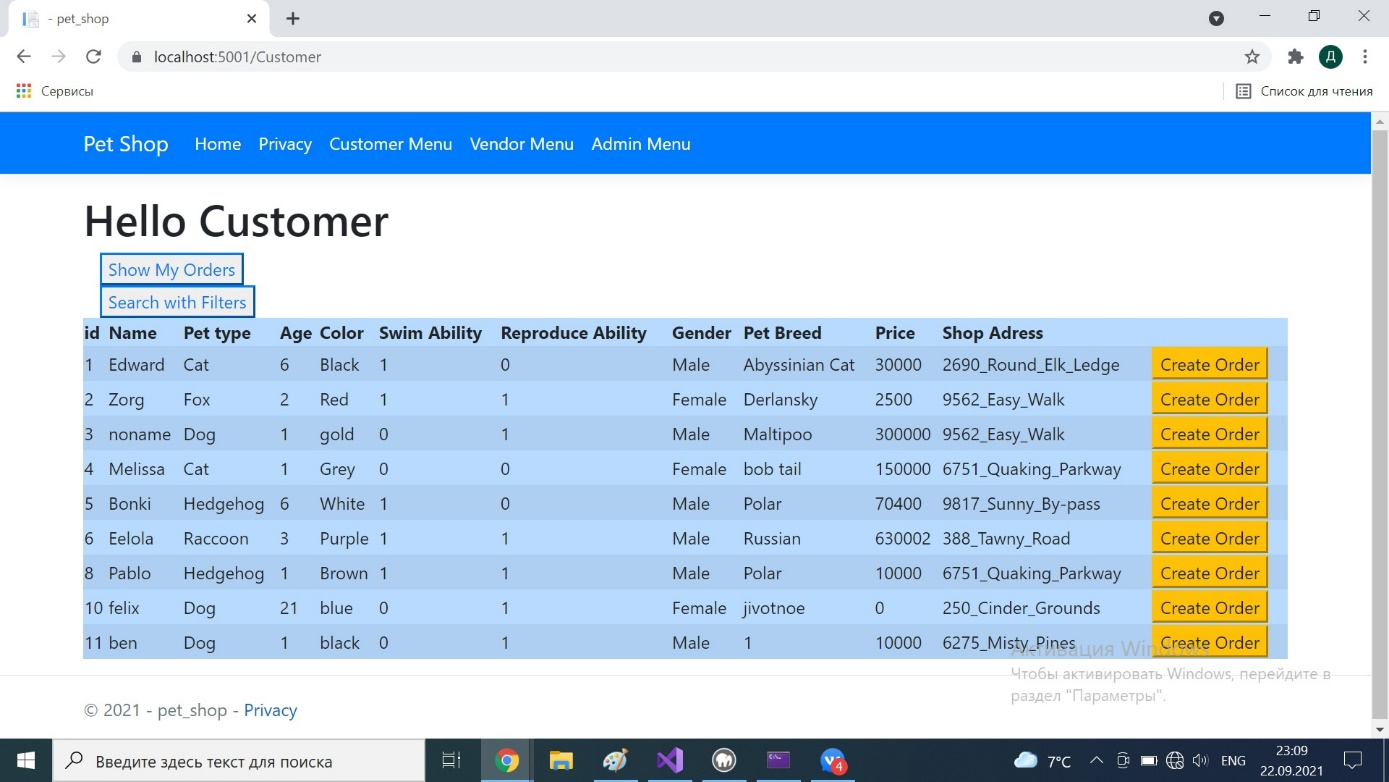 - pet_shop
localhost:5001/Customer
Д
Сервисы
Список для чтения
Pet Shop Home Privacy Customer Menu Vendor Menu Admin Menu
Hello Customer
Show My Orders
Search with Filters
id Name Pet type Age Color Swim Ability Reproduce Ability Gender Pet Breed Price Shop Adress
1 Edward Cat 6 Black 1 0 Male Abyssinian Cat 30000 2690_Round_Elk_Ledge Create Order
2 Zorg Fox 2 Red 1 1 Female Derlansky 2500 9562_Easy_Walk Create Order
3 noname Dog 1 gold 0 1 Male Maltipoo 300000 9562_Easy_Walk Create Order
4 Melissa Cat 1 Grey 0 0 Female bob tail 150000 6751_Quaking_Parkway Create Order
5 Bonki Hedgehog 6 White 1 0 Male Polar 70400 9817_Sunny_By-pass Create Order
6 Eelola Raccoon 3 Purple 1 1 Male Russian 630002 388_Tawny_Road Create Order
8 Pablo Hedgehog 1 Brown 1 1 Male Polar 10000 6751_Quaking_Parkway Create Order
10 felix Dog 21 blue 0 1 Female jivotnoe 0 250_Cinder_Grounds Create Order
11 ben Dog 1 black 0 1 Male 1 10000 6275_Misty_Pines Create Order
Активация Windows
Чтобы активировать Windows, перейдите в
раздел "Параметры".
© 2021 - pet_shop - Privacy
Введите здесь текст для поиска
4
7°C
ENG
23:09
22.09.2021